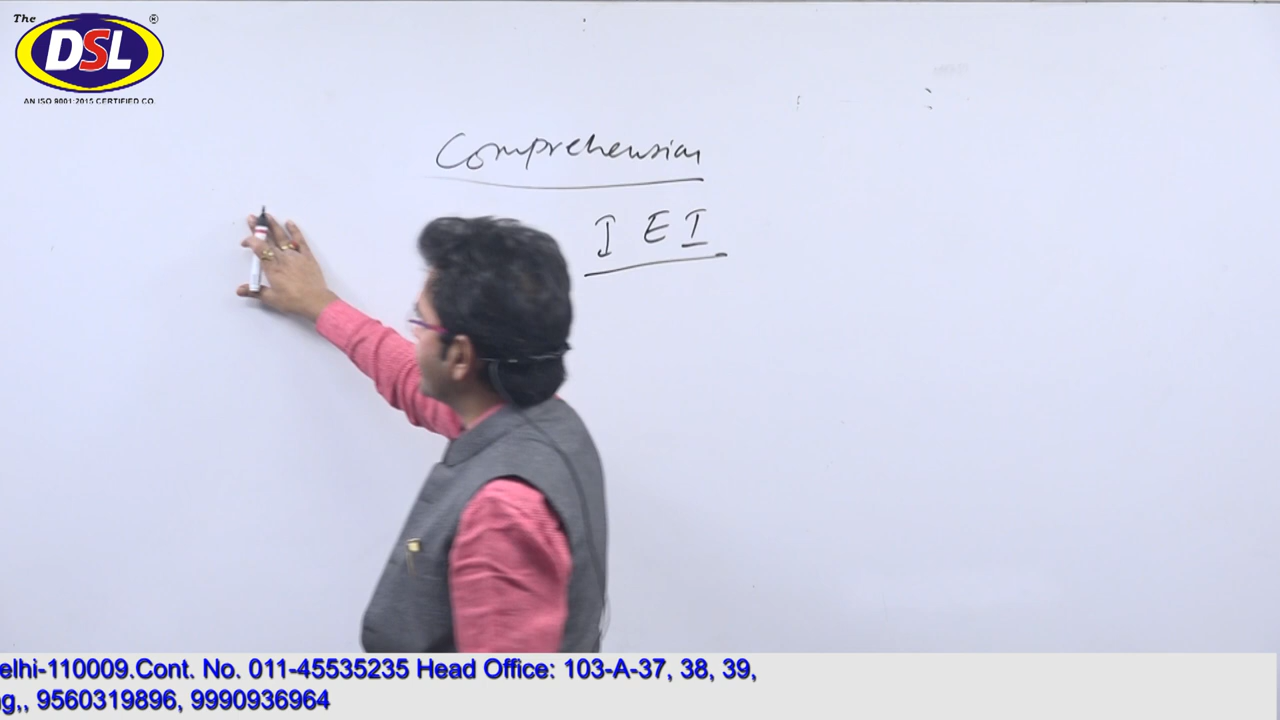 The
®
DSL
AN ISO 9001:2015 CERTIFIED CO.
Comprehension
I E I
elhi-110009.Cont. No. 011-45535235 Head Office: 103-A-37, 38, 39,
g,, 9560319896, 9990936964